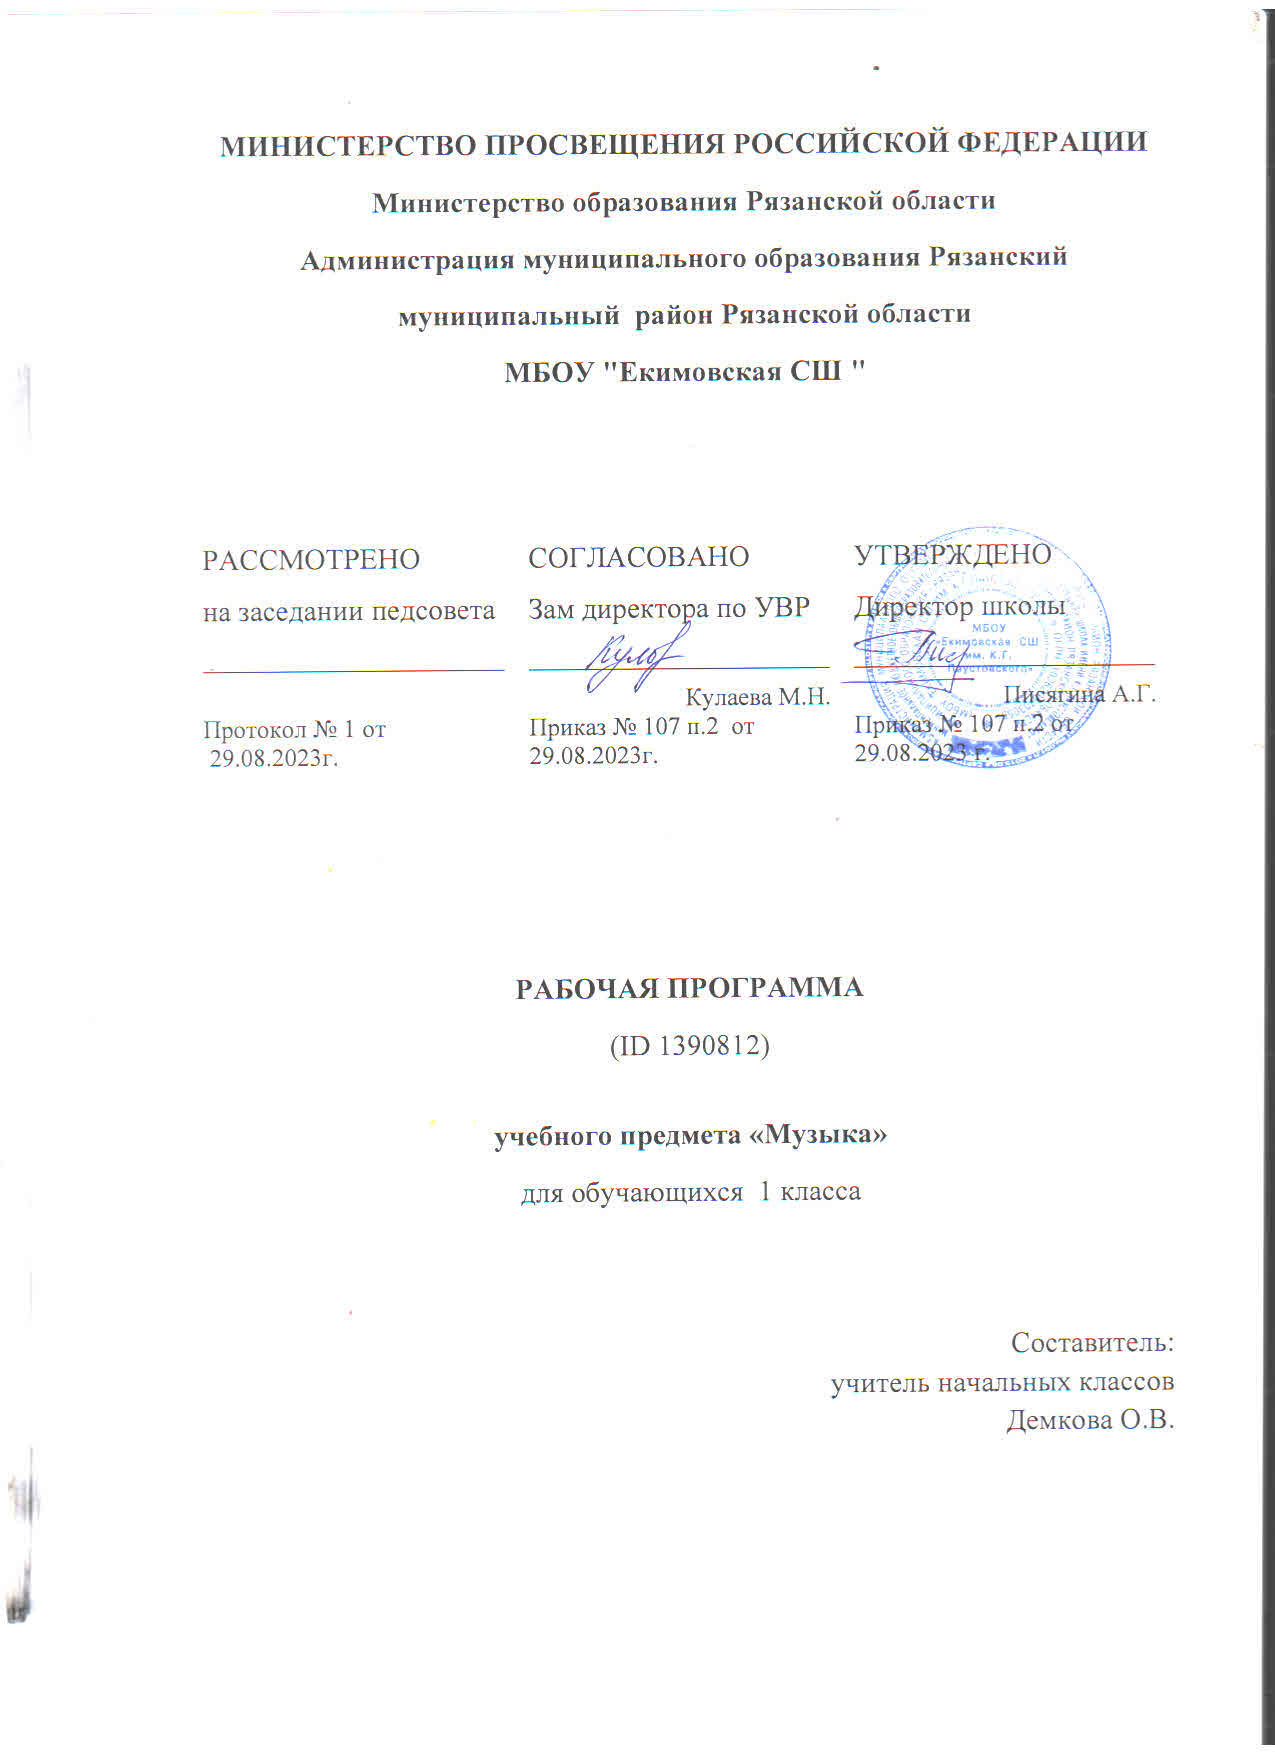 МИНИСТЕРСТВО ПРОСВЕЩЕНИЯ РОССИЙСКОЙ ФЕДЕРАЦИИ
Министерство образования Рязанской области
Администрация муниципального образования Рязанский
муниципальный район Рязанской области
МБОУ "Екимовская СШ "
РАССМОТРЕНО
на заседании педсовета
Протокол № 1 от
29.08.2023г.
СОГЛАСОВАНО
Зам директора по УВР
Кулаева М.Н.
Приказ № 107 п.2 от
29.08.2023г.
УТВЕРЖДЕНО
Директор школы
МБОУ
«Екимовская СШ
им. К.Г.
Паустовского»
Писягина А.Г.
Приказ № 107 п.2 от
29.08.2023 г.
РАБОЧАЯ ПРОГРАММА
(ID 1390812)
учебного предмета «Музыка»
для обучающихся 1 класса
Составитель:
учитель начальных классов
Демкова О.В.